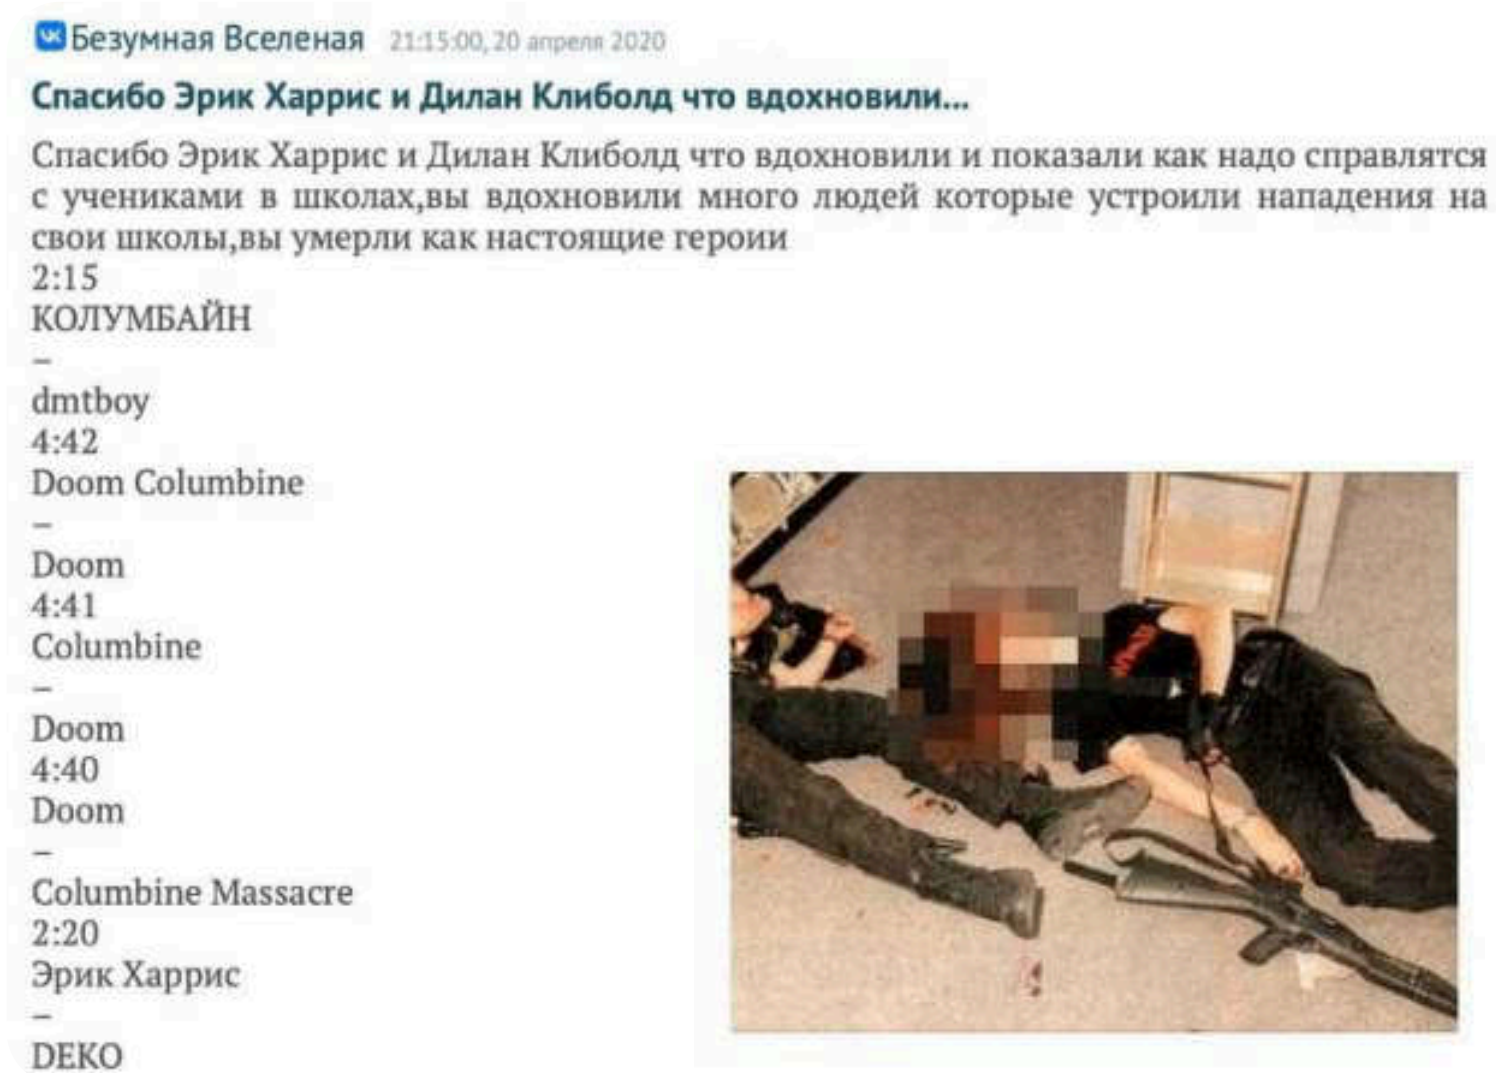 Безумная Вселеная 21:15:00, 20 апреля 2020
Спасибо Эрик Харрис и Дилан Клиболд что вдохновили...
Спасибо Эрик Харрис и Дилан Клиболд что вдохновили и показали как надо справлятся
с учениками в школах,вы вдохновили много людей которые устроили нападения на
свои школы,вы умерли как настоящие героии
2:15
КОЛУМБАЙН
–
dmtboy
4:42
Doom Columbine
–
Doom
4:41
Columbine
–
Doom
4:40
Doom
–
Columbine Massacre
2:20
Эрик Харрис
–
DEKO